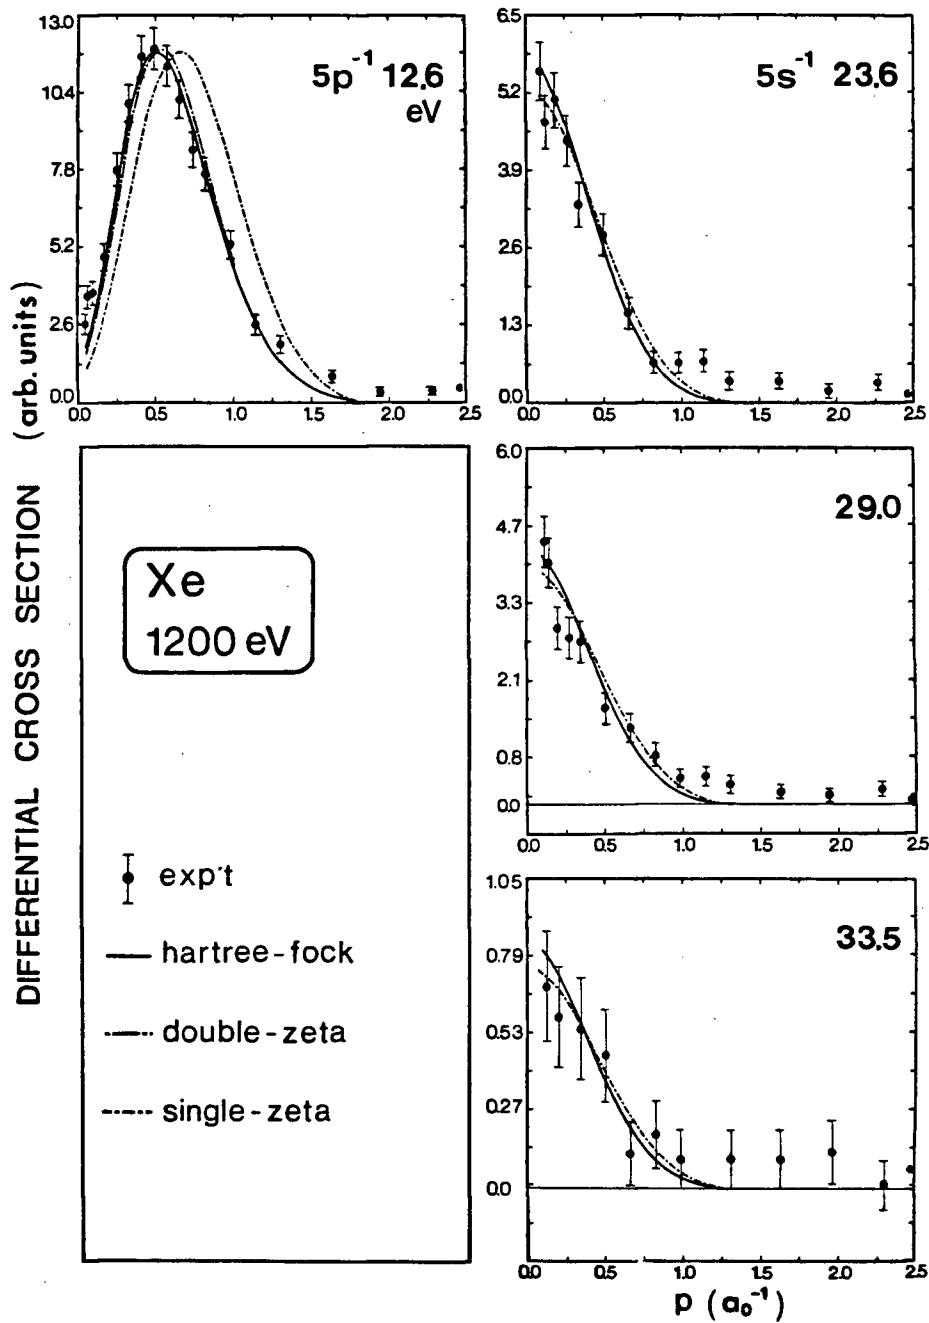 DIFFERENTIAL CROSS SECTION (arb. units)
13.0
10.4
7.8
5.2
2.6
0.0
0.0 0.5 1.0 1.5 2.0 2.5
5p⁻¹ 12.6
eV
6.5
5.2
3.9
2.6
1.3
0.0
0.0 0.5 1.0 1.5 2.0 2.5
5s⁻¹ 23.6
Xe
1200 eV
exp't
hartree-fock
double-zeta
single-zeta
6.0
4.7
3.3
2.1
0.8
0.0
0.0 0.5 1.0 1.5 2.0 2.5
29.0
1.05
0.79
0.53
0.27
0.0
0.0 0.5 1.0 1.5 2.0 2.5
33.5
p (a₀⁻¹)